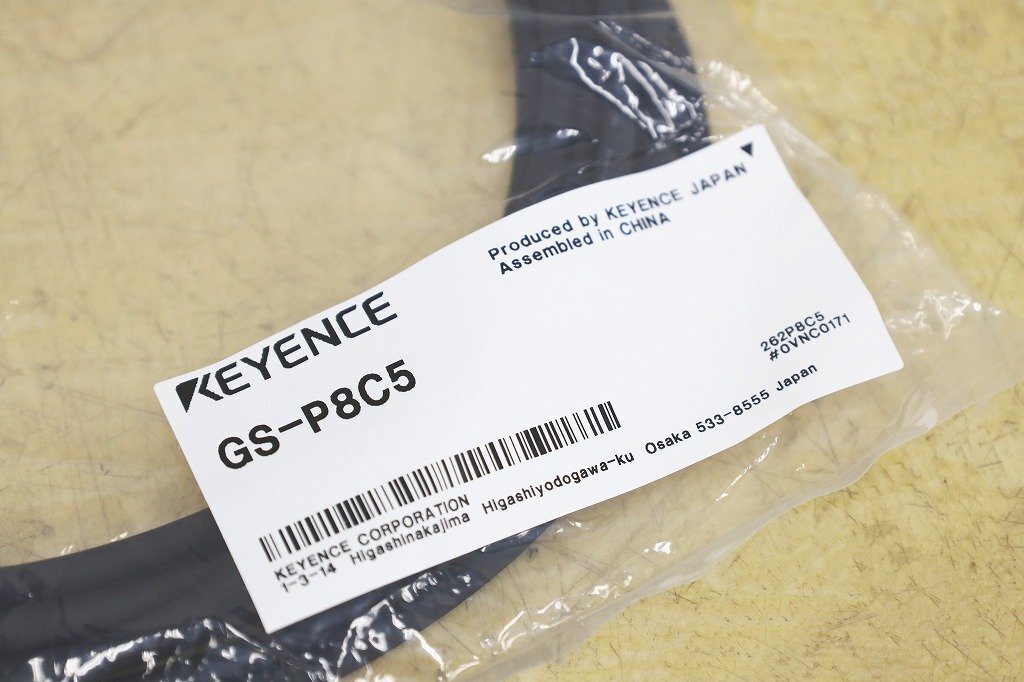 Produced by KEYENCE JAPAN
Assembled in CHINA
KEYENCE
GS-P8C5
262P8C5
#0VNC0171
KEYENCE CORPORATION
1-3-14 Higashinakajima Higashiyodogawa-ku Osaka 533-8555 Japan